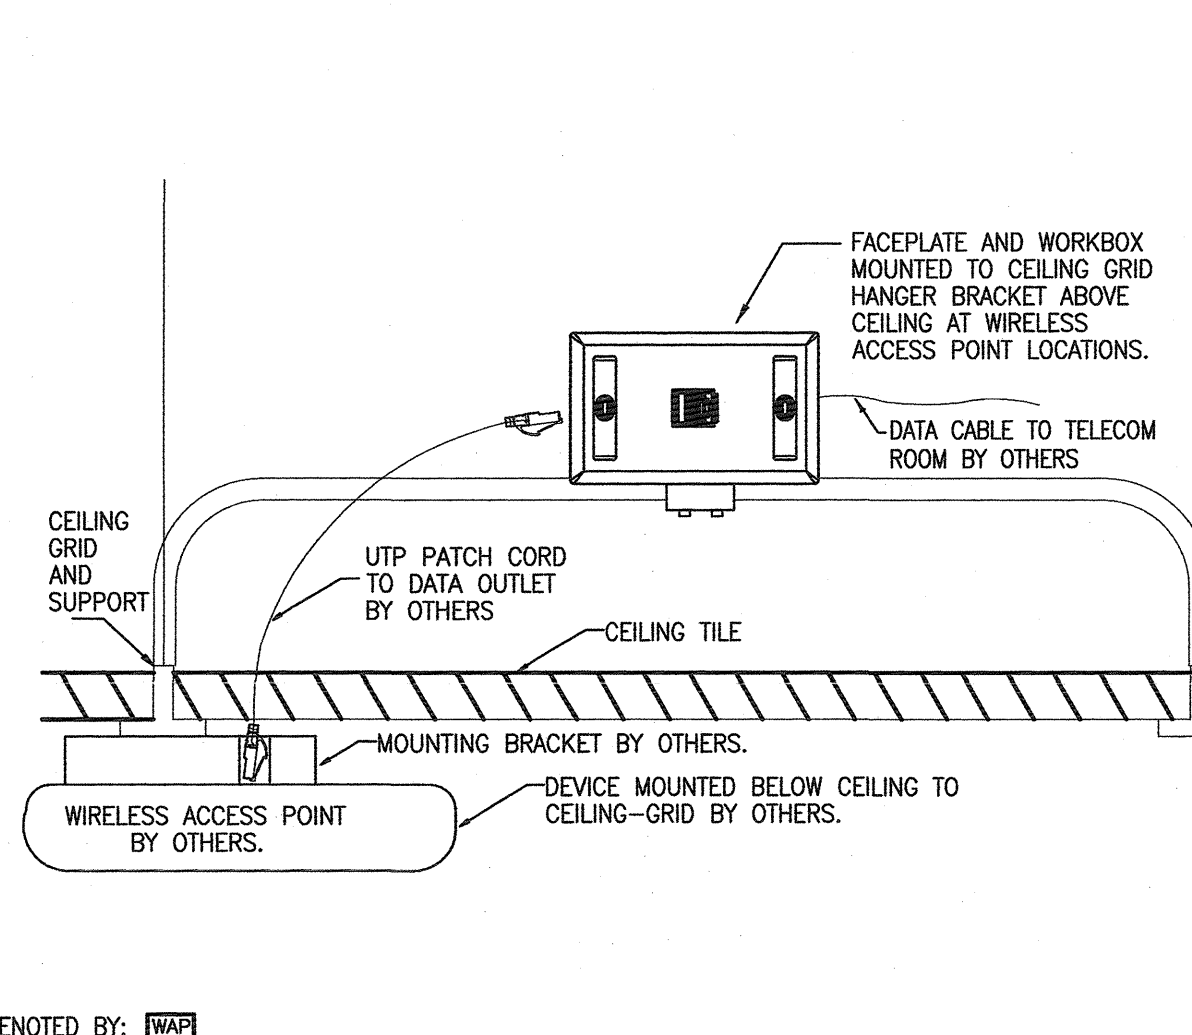 FACEPLATE AND WORKBOX
MOUNTED TO CEILING GRID
HANGER BRACKET ABOVE
CEILING AT WIRELESS
ACCESS POINT LOCATIONS.
DATA CABLE TO TELECOM
ROOM BY OTHERS
CEILING
GRID
AND
SUPPORT
UTP PATCH CORD
TO DATA OUTLET
BY OTHERS
CEILING TILE
MOUNTING BRACKET BY OTHERS.
DEVICE MOUNTED BELOW CEILING TO
CEILING-GRID BY OTHERS.
WIRELESS ACCESS POINT
BY OTHERS.
ENOTED BY: WAP